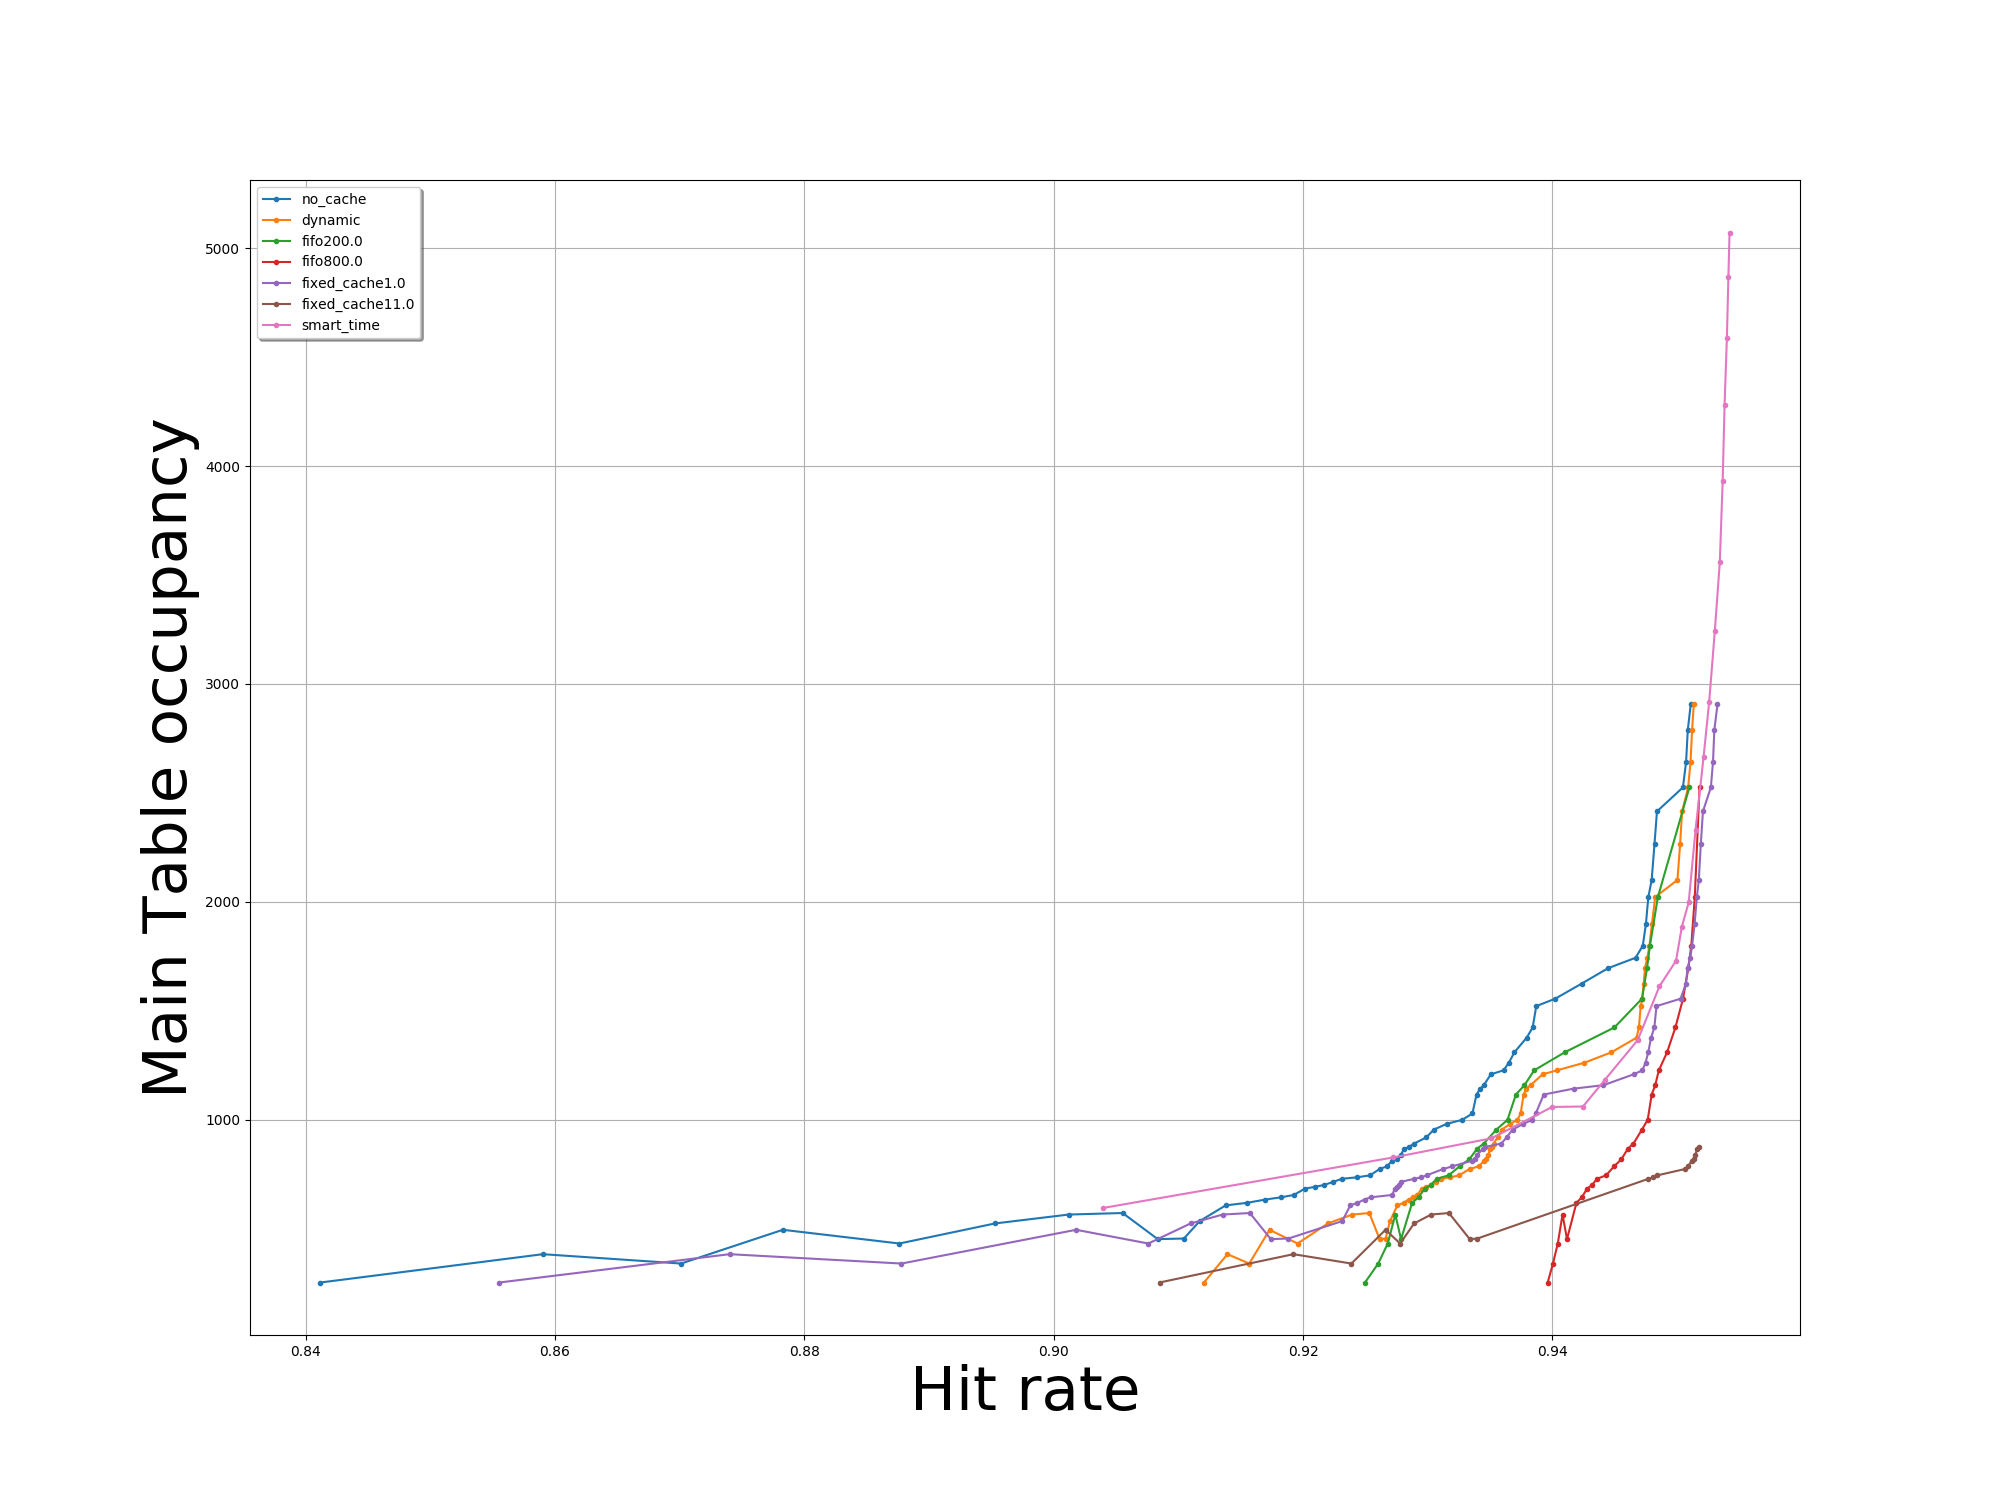 no_cache
dynamic
fifo200.0
fifo800.0
fixed_cache1.0
fixed_cache11.0
smart_time
5000
4000
3000
2000
1000
Main Table occupancy
0.84 0.86 0.88 0.90 0.92 0.94
Hit rate